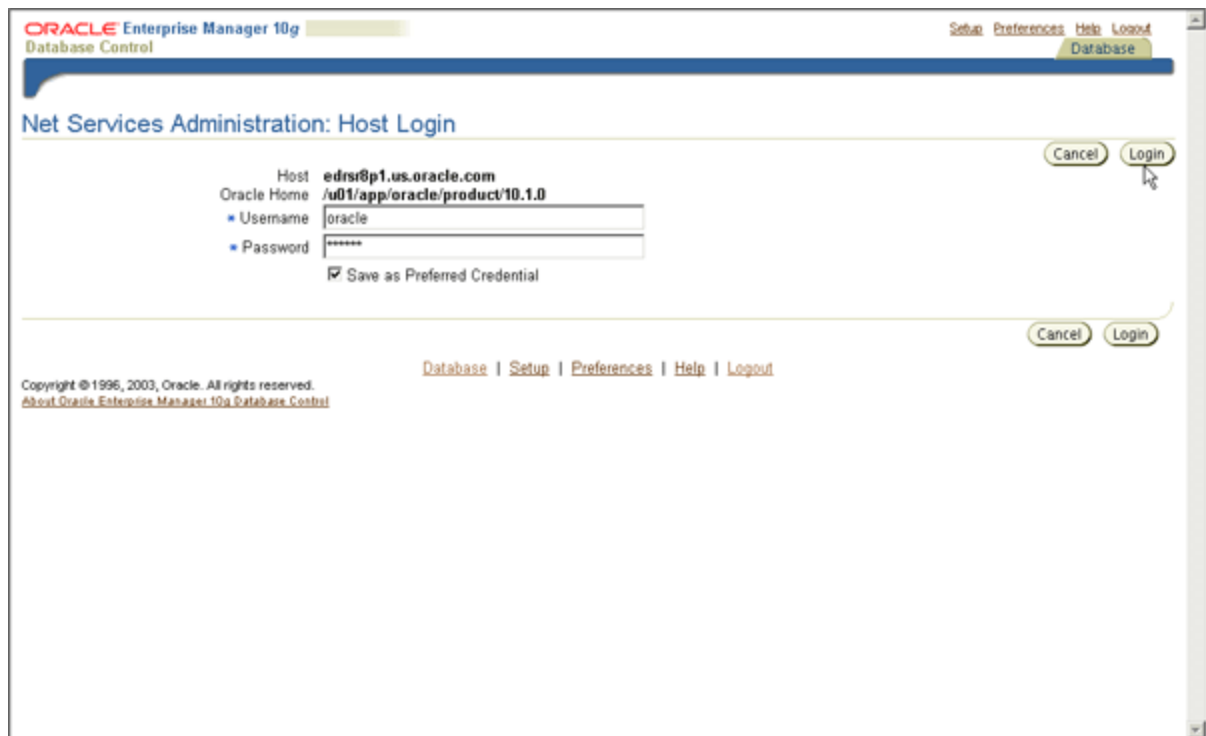 ORACLE Enterprise Manager 10g
Database Control
Setup Preferences Help Logout
Database
Net Services Administration: Host Login
Cancel Login
Host edrsr8p1.us.oracle.com
Oracle Home /u01/app/oracle/product/10.1.0
* Username oracle
* Password ******
Save as Preferred Credential
Cancel Login
Database | Setup | Preferences | Help | Logout
Copyright © 1996, 2003, Oracle. All rights reserved.
About Oracle Enterprise Manager 10g Database Control